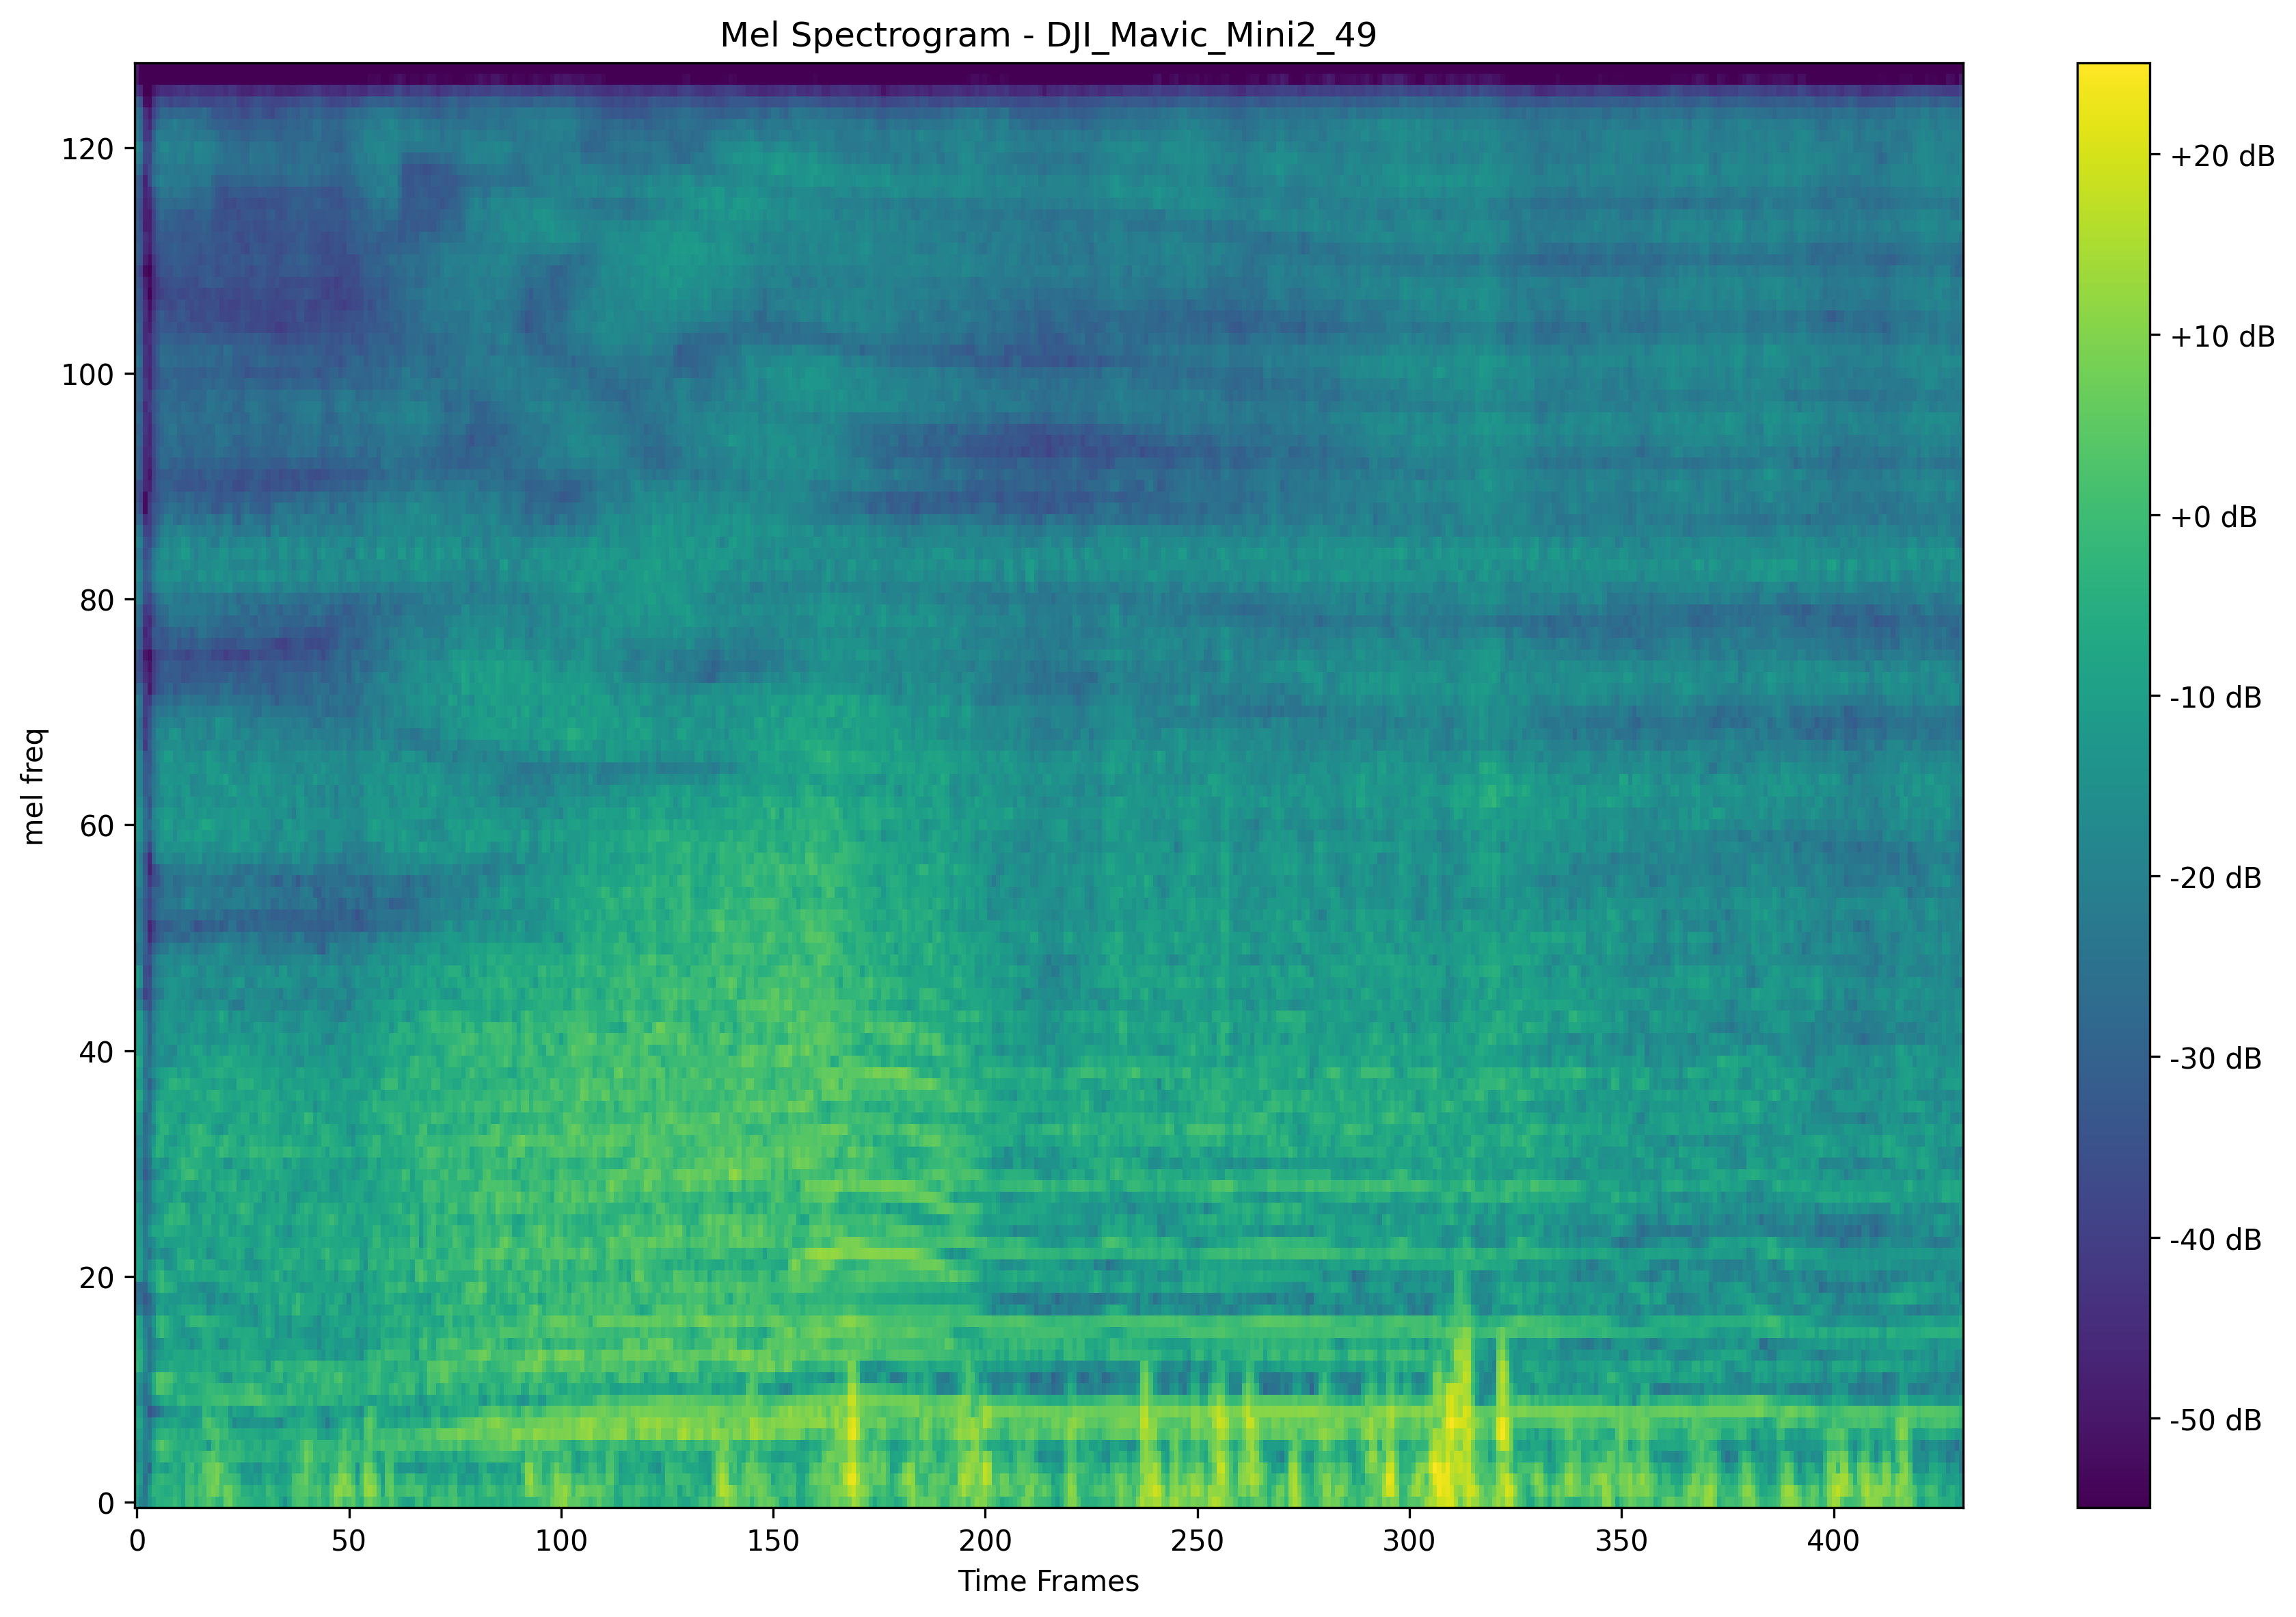 Mel Spectrogram - DJI_Mavic_Mini2_49
120
100
80
60
40
20
0
mel freq
0 50 100 150 200 250 300 350 400
Time Frames
+20 dB
+10 dB
+0 dB
-10 dB
-20 dB
-30 dB
-40 dB
-50 dB